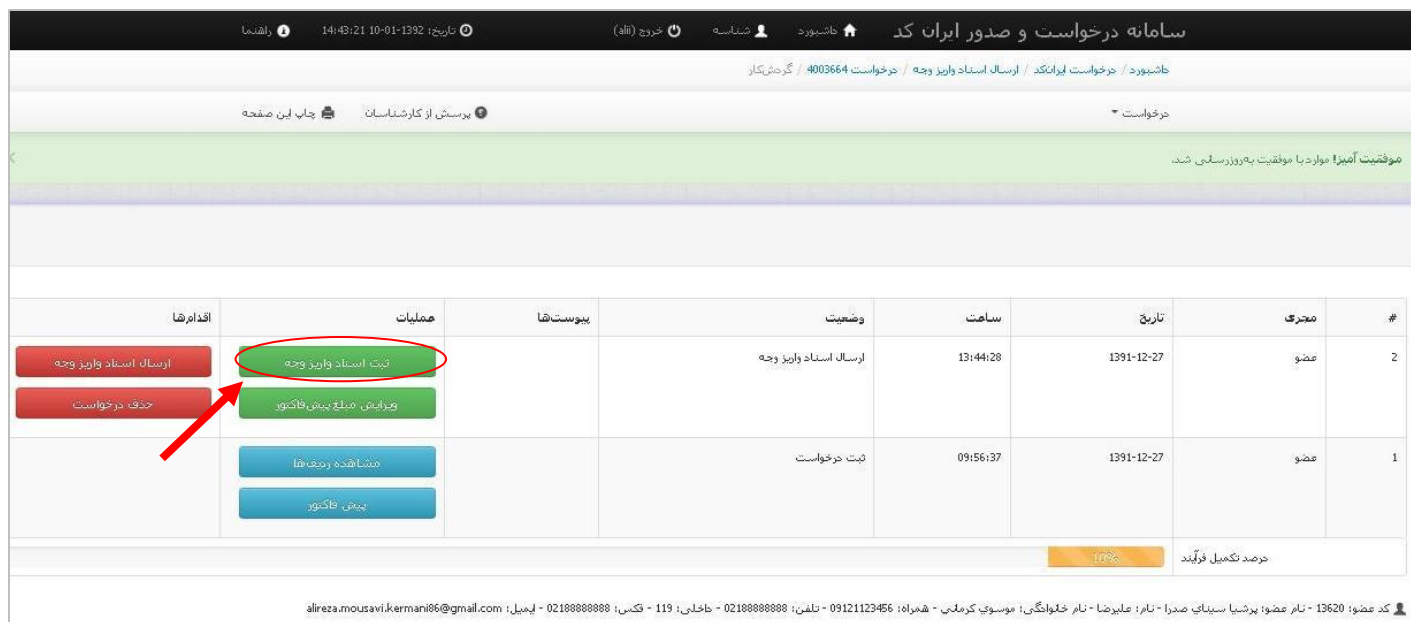 سامانه درخواست و صدور ایران کد داشبورد شناسه خروج (alii) تاریخ: 1392-01-10 14:43:21 راهنما
داشبورد / درخواست ایرانکد / ارسال اسناد واریز وجه / درخواست 4003664 / گردش‌کار
درخواست پرسش از کارشناسان چاپ این صفحه
موفقیت آمیز! موارد با موفقیت به‌روزرسانی شد.
# مجری تاریخ ساعت وضعیت پیوست‌ها عملیات اقدام‌ها
2 عضو 1391-12-27 13:44:28 ارسال اسناد واریز وجه ثبت اسناد واریز وجه ارسال اسناد واریز وجه
ویرایش مبلغ پیش‌فاکتور حذف درخواست
1 عضو 1391-12-27 09:56:37 ثبت درخواست مشاهده ردیف‌ها
پیش فاکتور
درصد تکمیل فرآیند 10%
کد عضو: 13620 - نام عضو: پرشیا سیناي صدرا - نام: علیرضا - نام خانوادگی: موسوي کرماني - همراه: 09121123456 - تلفن: 02188888888 - داخلی: 119 - فکس: 02188888888 - ایمیل: alireza.mousavi.kermani86@gmail.com